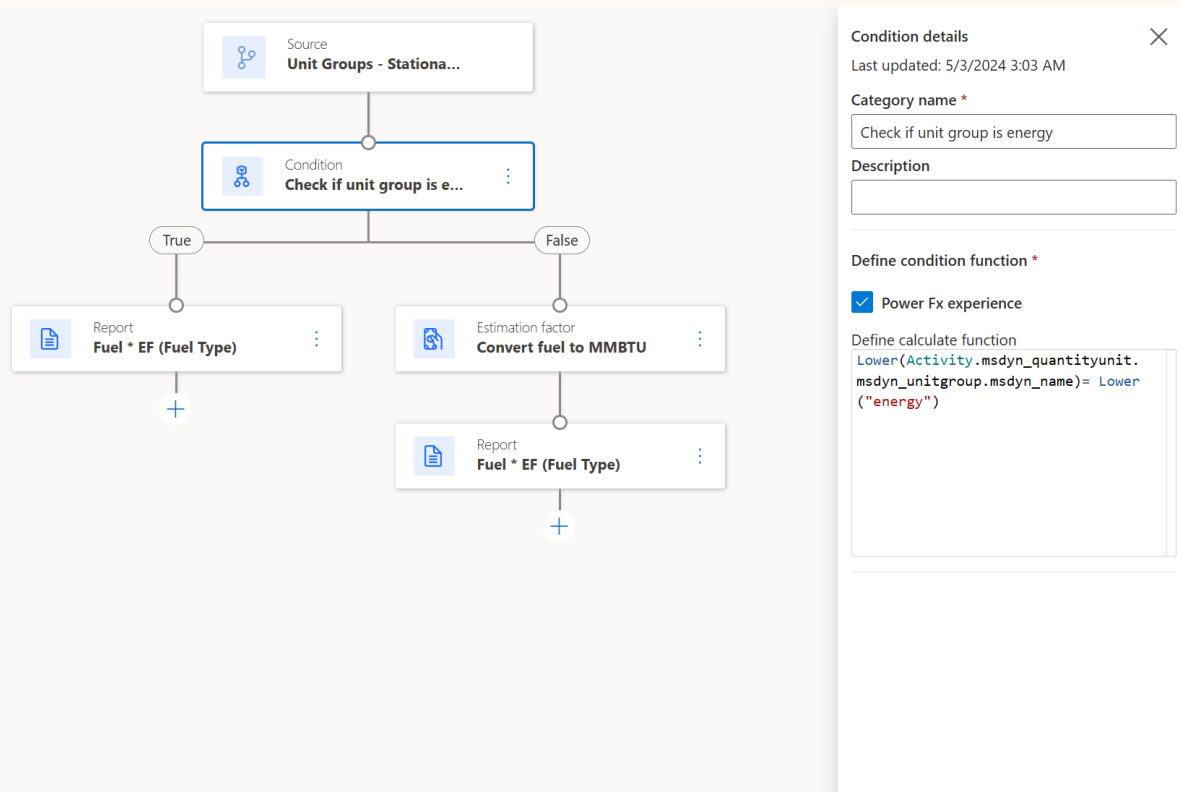 Source
Unit Groups - Stationa...
Condition
Check if unit group is e...
True
False
Report
Fuel * EF (Fuel Type)
Estimation factor
Convert fuel to MMBTU
Report
Fuel * EF (Fuel Type)
Condition details
Last updated: 5/3/2024 3:03 AM
Category name *
Check if unit group is energy
Description
Define condition function *
Power Fx experience
Define calculate function
Lower(Activity.msdyn_quantityunit.
msdyn_unitgroup.msdyn_name)= Lower
("energy")